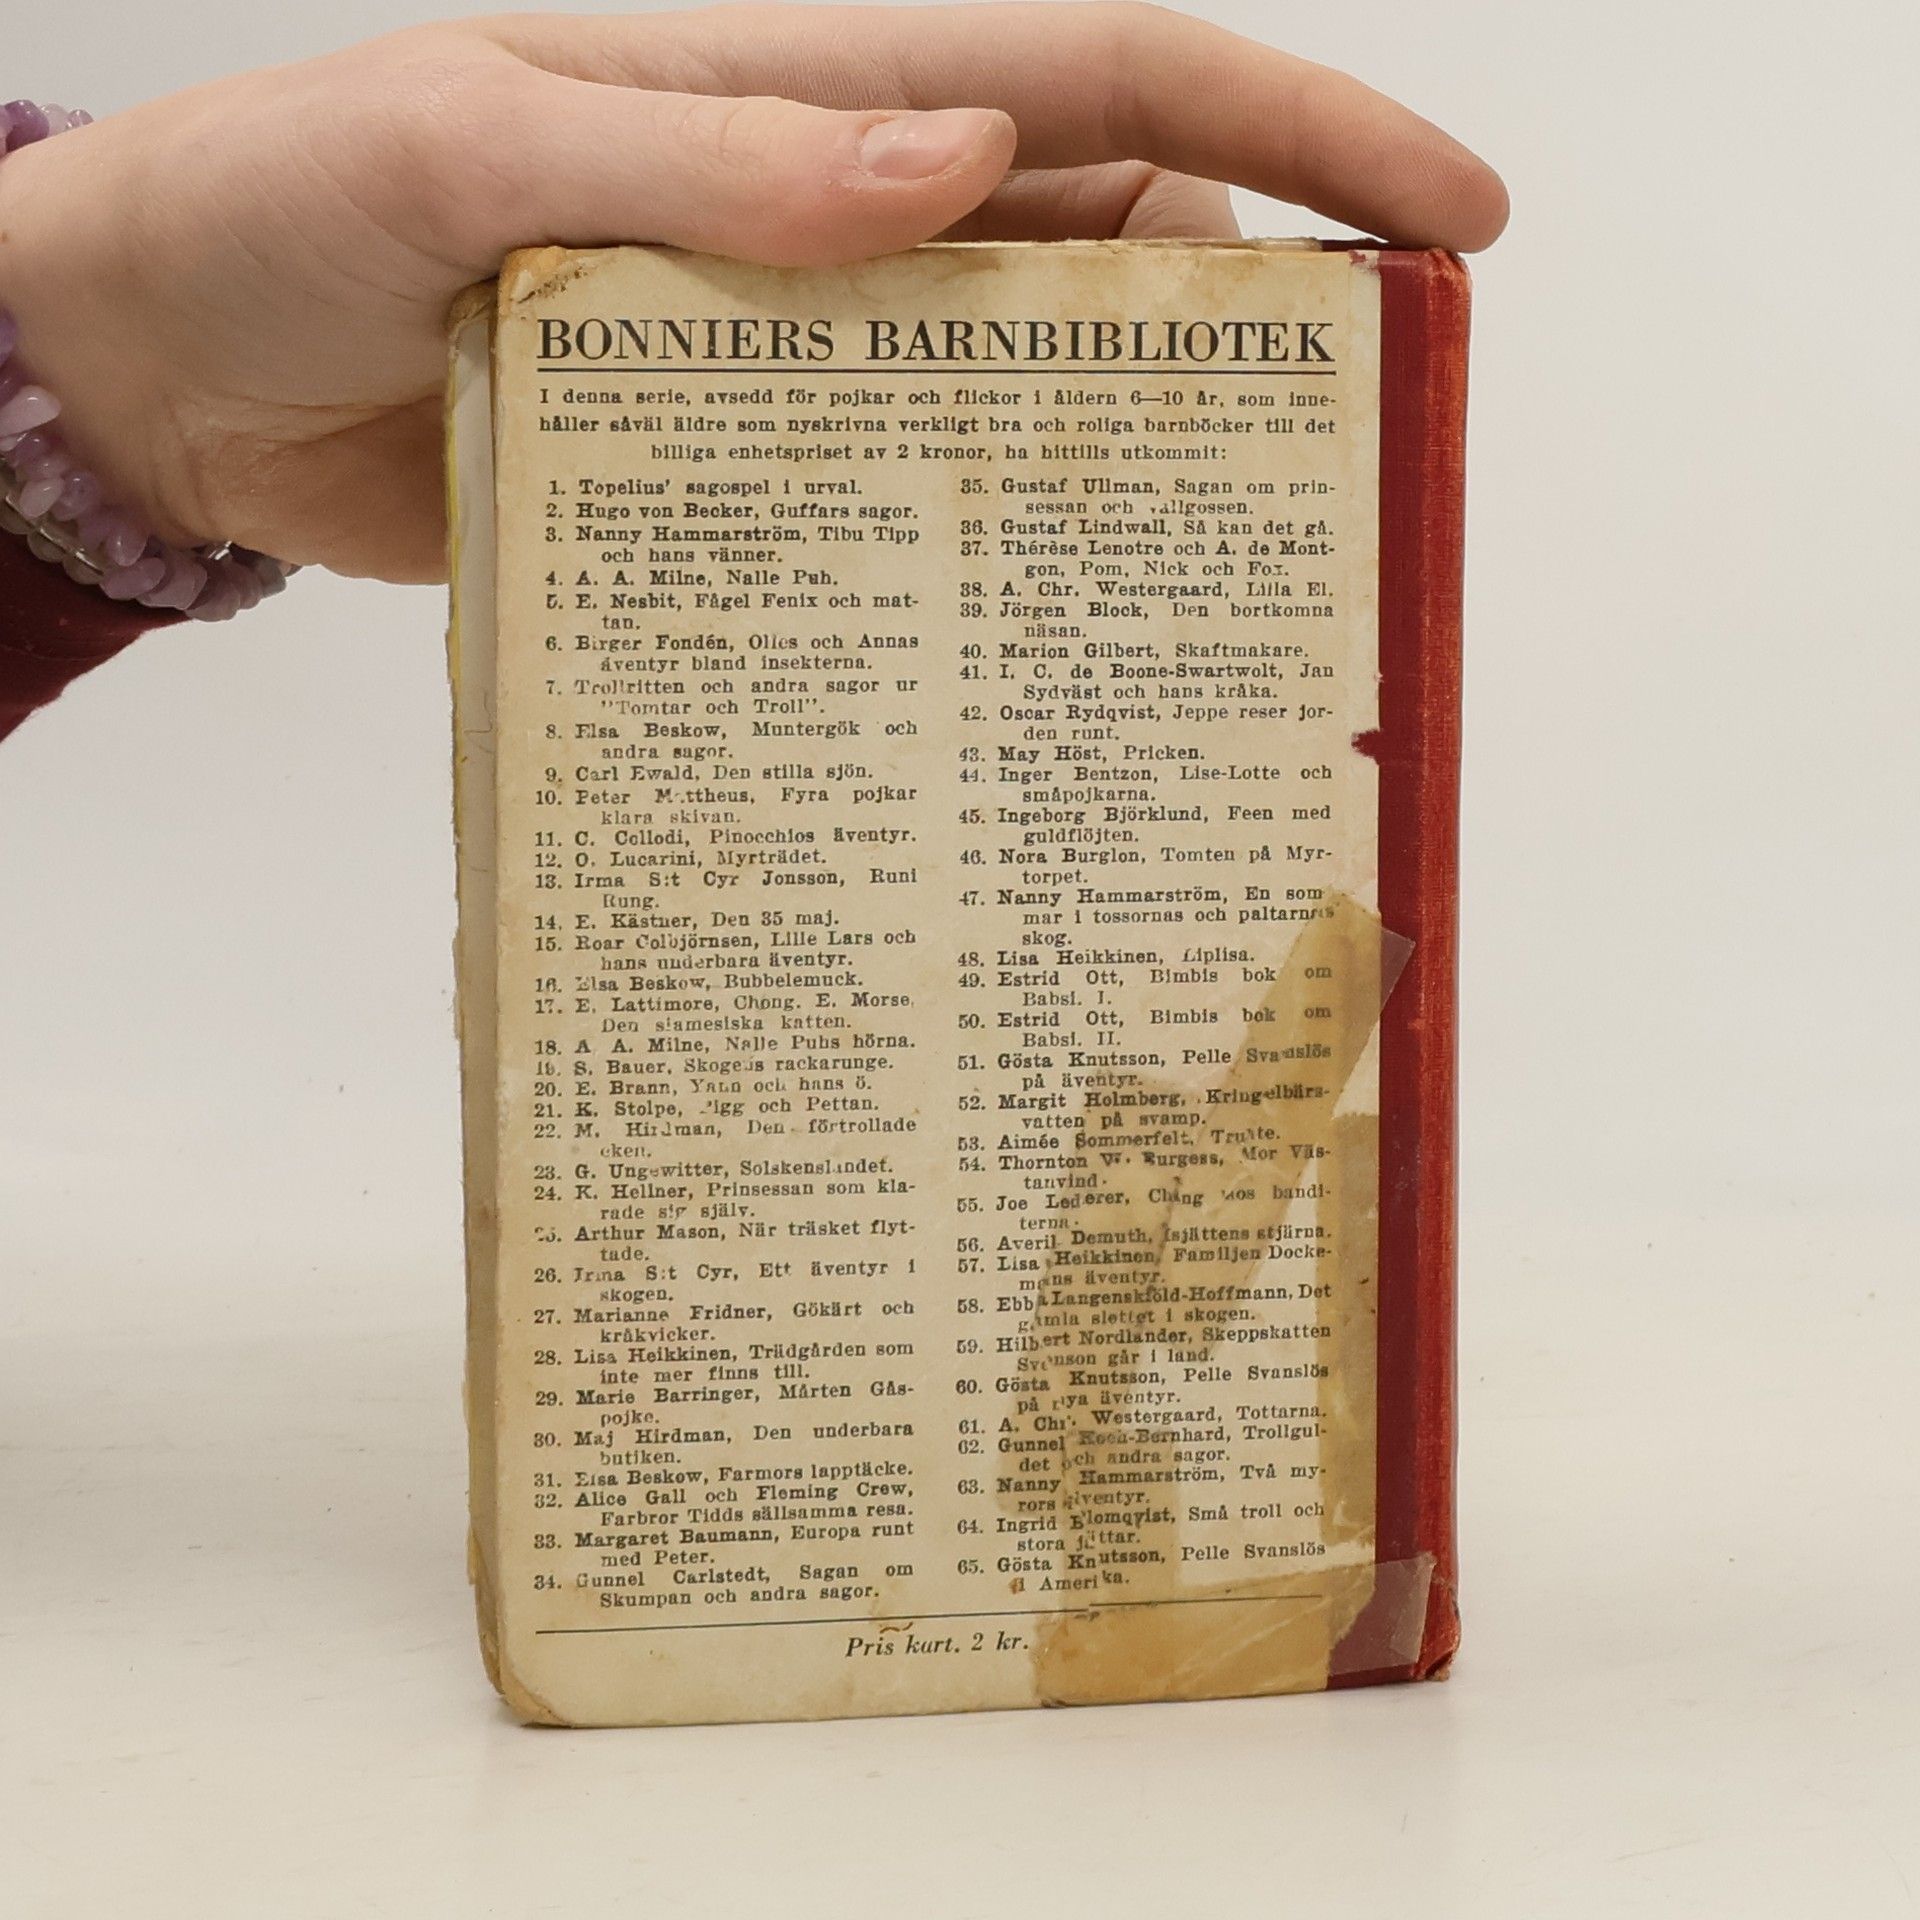 BONNIERS BARNBIBLIOTEK
I denna serie, avsedd för pojkar och flickor i åldern 6—10 år, som inne-
håller såväl äldre som nyskrivna verkligt bra och roliga barnböcker till det
billiga enhetspriset av 2 kronor, ha hittills utkommit:
1. Topelius' sagospel i urval.
2. Hugo von Becker, Guffars sagor.
3. Nanny Hammarström, Tibu Tipp
och hans vänner.
4. A. A. Milne, Nalle Puh.
5. E. Nesbit, Fågel Fenix och mat-
tan.
6. Birger Fondén, Olles och Annas
äventyr bland insekterna.
7. Trollritten och andra sagor ur
"Tomtar och Troll".
8. Elsa Beskow, Muntergök och
andra sagor.
9. Carl Ewald, Den stilla sjön.
10. Peter Mattheus, Fyra pojkar
klara skivan.
11. C. Collodi, Pinocchios äventyr.
12. O. Lucarini, Myrträdet.
13. Irma S:t Cyr Jonsson, Runi
Rung.
14. E. Kästner, Den 35 maj.
15. Roar Colbjörnsen, Lille Lars och
hans underbara äventyr.
16. Elsa Beskow, Bubbelemuck.
17. E. Lattimore, Chong. E. Morse,
Den siamesiska katten.
18. A. A. Milne, Nalle Puhs hörna.
19. S. Bauer, Skogens rackarunge.
20. E. Brann, och hans ö.
21. K. Stolpe, och Pettan.
22. M. Hirdman, Den förtrollade
eken.
23. G. Ungewitter, Solskenslandet.
24. K. Hellner, Prinsessan som kla-
rade sig själv.
25. Arthur Mason, När träsket flyt-
tade.
26. Irma S:t Cyr, Ett äventyr i
skogen.
27. Marianne Fridner, Gökärt och
kråkvicker.
28. Lisa Heikkinen, Trädgården som
inte mer finns till.
29. Marie Barringer, Mårten Gås-
pojke.
30. Maj Hirdman, Den underbara
butiken.
31. Elsa Beskow, Farmors lapptäcke.
32. Alice Gall och Fleming Crew,
Farbror Tidds sällsamma resa.
33. Margaret Baumann, Europa runt
med Peter.
34. Gunnel Carlstedt, Sagan om
Skumpan och andra sagor.
35. Gustaf Ullman, Sagan om prin-
sessan och vallgossen.
36. Gustaf Lindwall, Så kan det gå.
37. Thérèse Lenotre och A. de Mont-
gon, Pom, Nick och Fox.
38. A. Chr. Westergaard, Lilla El.
39. Jörgen Block, Den bortkomna
näsan.
40. Marion Gilbert, Skaftmakare.
41. I. C. de Boone-Swartwolt, Jan
Sydväst och hans kråka.
42. Oscar Rydqvist, Jeppe reser jor-
den runt.
43. May Höst, Pricken.
44. Inger Bentzon, Lise-Lotte och
småpojkarna.
45. Ingeborg Björklund, Feen med
guldflöjten.
46. Nora Burglon, Tomten på Myr-
torpet.
47. Nanny Hammarström, En som-
mar i tossornas och paltarnas
skog.
48. Lisa Heikkinen, Liplisa.
49. Estrid Ott, Bimbis bok om
Babsi. I.
50. Estrid Ott, Bimbis bok om
Babsi. II.
51. Gösta Knutsson, Pelle Svanslös
på äventyr.
52. Margit Holmberg, Kringelbärs-
vatten på svamp.
53. Aimée Sommerfelt, Trulte.
54. Thornton W. Burgess, Mor Väs-
tanvind.
55. Joe Lederer, Ching hos bandi-
terna.
56. Averil Demuth, Isjättens stjärna.
57. Lisa Heikkinen, Familjen Docke-
mans äventyr.
58. Ebba Langenskföld-Hoffmann, Det
gamla slottet i skogen.
59. Hilbert Nordlander, Skeppskatten
Svenson går i land.
60. Gösta Knutsson, Pelle Svanslös
på nya äventyr.
61. A. Chr. Westergaard, Tottarna.
62. Gunnel Koch-Bernhard, Trollgul-
det och andra sagor.
63. Nanny Hammarström, Två my-
rors äventyr.
64. Ingrid Blomqvist, Små troll och
stora jättar.
65. Gösta Knutsson, Pelle Svanslös
i Amerika.
Pris kart. 2 kr.